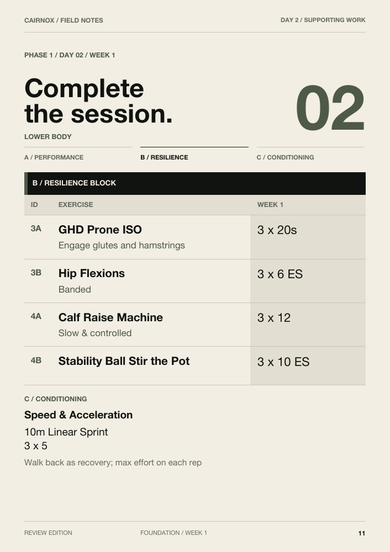 CAIRNOX / FIELD NOTES
DAY 2 / SUPPORTING WORK
PHASE 1 / DAY 02 / WEEK 1
Complete
the session.
02
LOWER BODY
A / PERFORMANCE
B / RESILIENCE
C / CONDITIONING
B / RESILIENCE BLOCK
ID EXERCISE WEEK 1
3A GHD Prone ISO 3 x 20s
Engage glutes and hamstrings
3B Hip Flexions 3 x 6 ES
Banded
4A Calf Raise Machine 3 x 12
Slow & controlled
4B Stability Ball Stir the Pot 3 x 10 ES
C / CONDITIONING
Speed & Acceleration
10m Linear Sprint
3 x 5
Walk back as recovery; max effort on each rep
REVIEW EDITION
FOUNDATION / WEEK 1
11